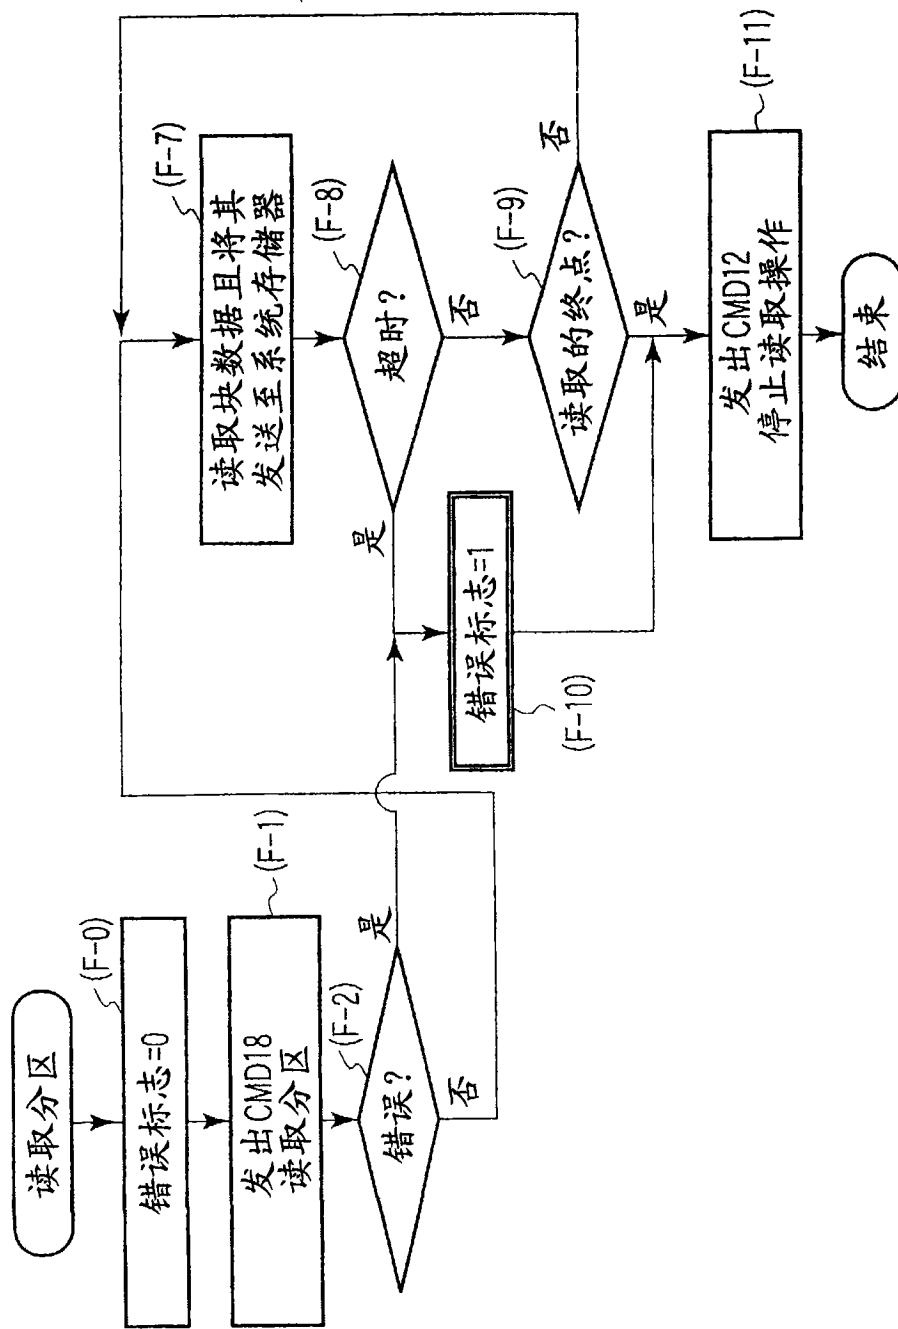 读取分区
(F-0)
错误标志=0
(F-1)
发出CMD18
读取分区
(F-2)
错误?
是
否
(F-7)
读取块数据且将其
发送至系统存储器
(F-8)
超时?
是
否
(F-9)
读取的终点?
否
是
错误标志=1
(F-10)
(F-11)
发出CMD12
停止读取操作
结束